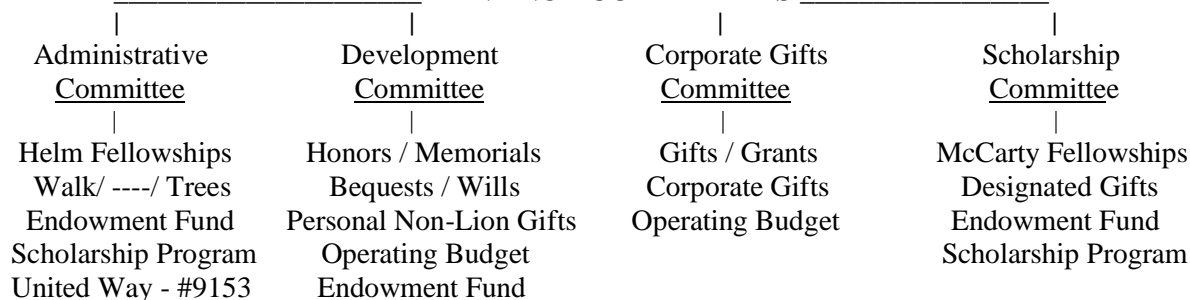 Administrative Development Corporate Gifts Scholarship
Committee Committee Committee Committee
Helm Fellowships Honors / Memorials Gifts / Grants McCarty Fellowships
Walk/ ----/ Trees Bequests / Wills Corporate Gifts Designated Gifts
Endowment Fund Personal Non-Lion Gifts Operating Budget Endowment Fund
Scholarship Program Operating Budget Scholarship Program
United Way - #9153 Endowment Fund